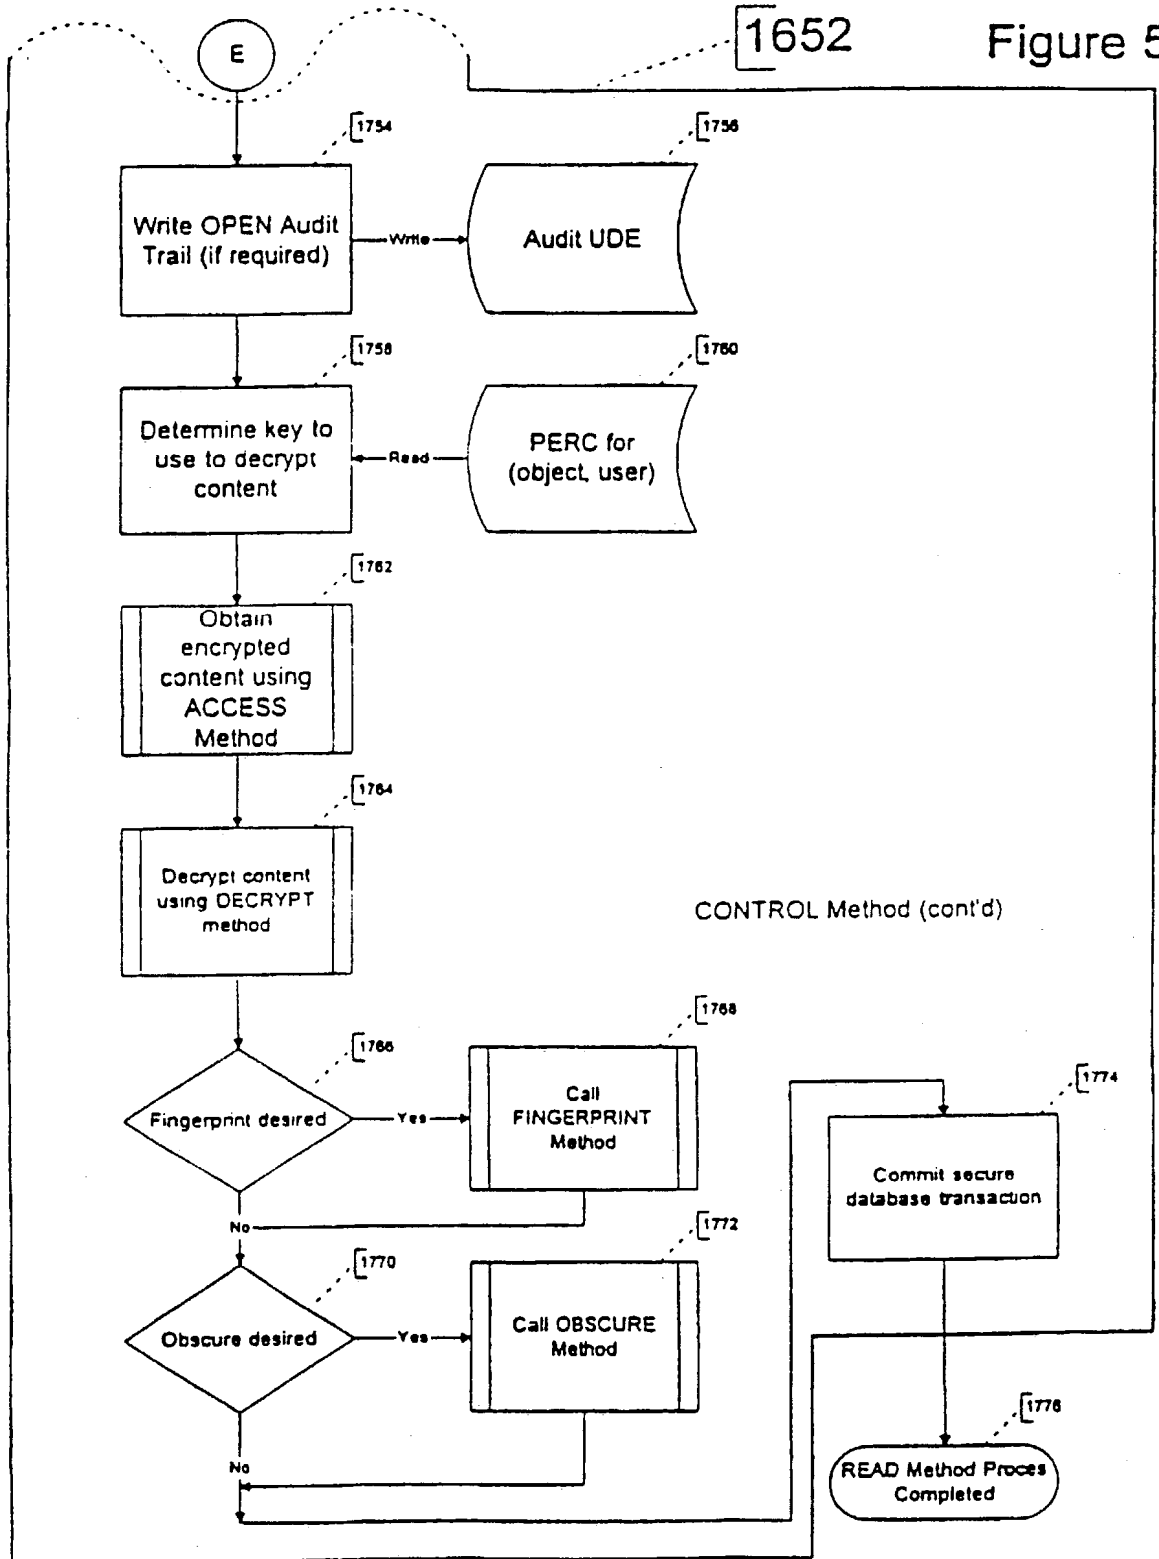 1652
Figure 5
E
1754
Write OPEN Audit
Trail (if required)
Write
1756
Audit UDE
1758
Determine key to
use to decrypt
content
Read
1760
PERC for
(object, user)
1762
Obtain
encrypted
content using
ACCESS
Method
1764
Decrypt content
using DECRYPT
method
CONTROL Method (cont'd)
1766
Fingerprint desired
Yes
1768
Call
FINGERPRINT
Method
No
1770
Obscure desired
Yes
1772
Call OBSCURE
Method
No
1774
Commit secure
database transaction
1776
READ Method Proces
Completed